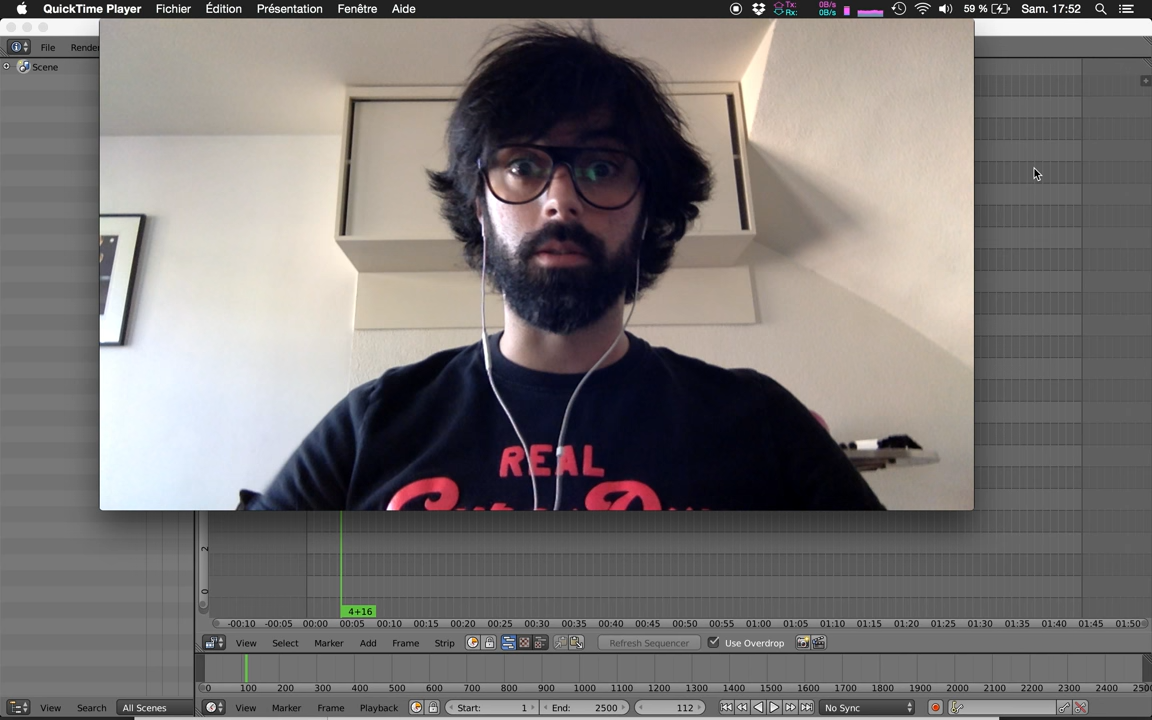 QuickTime Player Fichier Édition Présentation Fenêtre Aide Tx: Rx: 0B/s 0B/s 59 % Sam. 17:52
File Render
Scene
REAL
2
0
4+16
-00:10 -00:05 00:00 00:05 00:10 00:15 00:20 00:25 00:30 00:35 00:40 00:45 00:50 00:55 01:00 01:05 01:10 01:15 01:20 01:25 01:30 01:35 01:40 01:45 01:50
View Select Marker Add Frame Strip Refresh Sequencer Use Overdrop
0 100 200 300 400 500 600 700 800 900 1000 1100 1200 1300 1400 1500 1600 1700 1800 1900 2000 2100 2200 2300 2400
View Search All Scenes View Marker Frame Playback Start: 1 End: 2500 112 No Sync